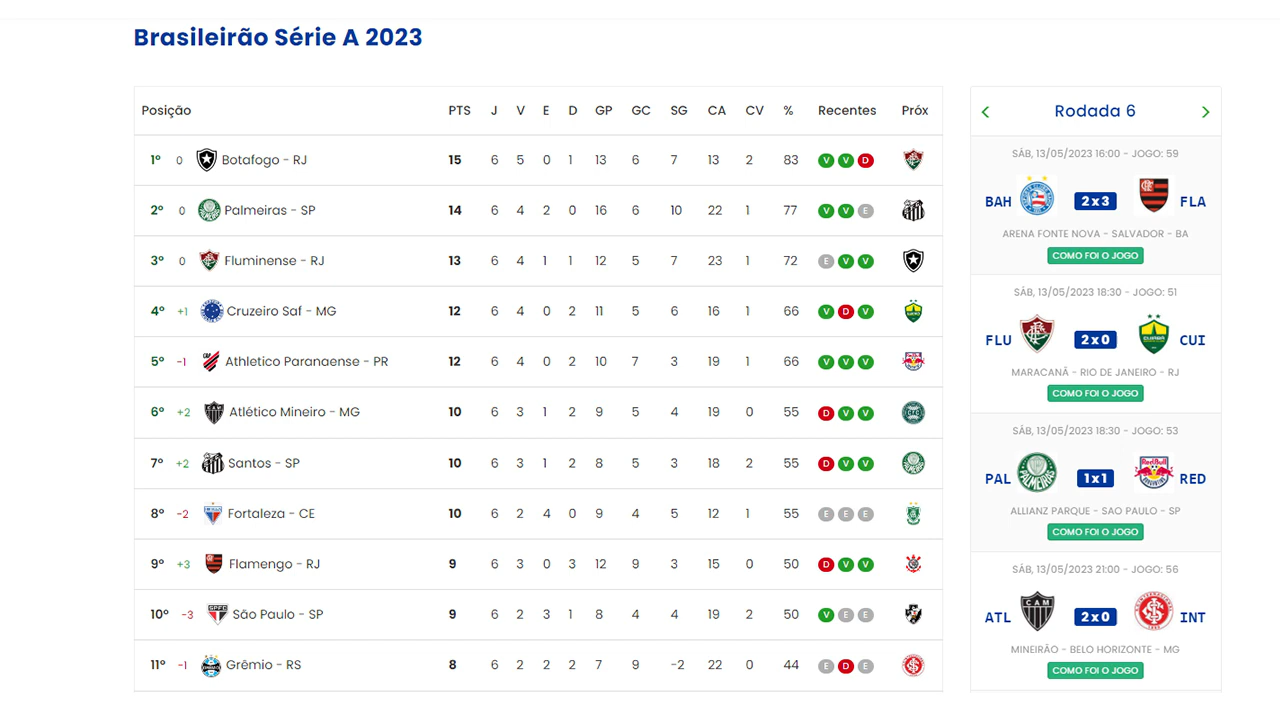 Brasileirão Série A 2023
Posição PTS J V E D GP GC SG CA CV % Recentes Próx
1º 0 Botafogo - RJ 15 6 5 0 1 13 6 7 13 2 83 V V D
2º 0 Palmeiras - SP 14 6 4 2 0 16 6 10 22 1 77 V V E
3º 0 Fluminense - RJ 13 6 4 1 1 12 5 7 23 1 72 E V V
4º +1 Cruzeiro Saf - MG 12 6 4 0 2 11 5 6 16 1 66 V D V
5º -1 Athletico Paranaense - PR 12 6 4 0 2 10 7 3 19 1 66 V V V
6º +2 Atlético Mineiro - MG 10 6 3 1 2 9 5 4 19 0 55 D V V
7º +2 Santos - SP 10 6 3 1 2 8 5 3 18 2 55 D V V
8º -2 Fortaleza - CE 10 6 2 4 0 9 4 5 12 1 55 E E E
9º +3 Flamengo - RJ 9 6 3 0 3 12 9 3 15 0 50 D V V
10º -3 São Paulo - SP 9 6 2 3 1 8 4 4 19 2 50 V E E
11º -1 Grêmio - RS 8 6 2 2 2 7 9 -2 22 0 44 E D E
Rodada 6
SÁB, 13/05/2023 16:00 - JOGO: 59
BAH 2 x 3 FLA
ARENA FONTE NOVA - SALVADOR - BA
COMO FOI O JOGO
SÁB, 13/05/2023 18:30 - JOGO: 51
FLU 2 x 0 CUI
MARACANÃ - RIO DE JANEIRO - RJ
COMO FOI O JOGO
SÁB, 13/05/2023 18:30 - JOGO: 53
PAL 1 x 1 RED
ALLIANZ PARQUE - SAO PAULO - SP
COMO FOI O JOGO
SÁB, 13/05/2023 21:00 - JOGO: 56
ATL 2 x 0 INT
MINEIRÃO - BELO HORIZONTE - MG
COMO FOI O JOGO